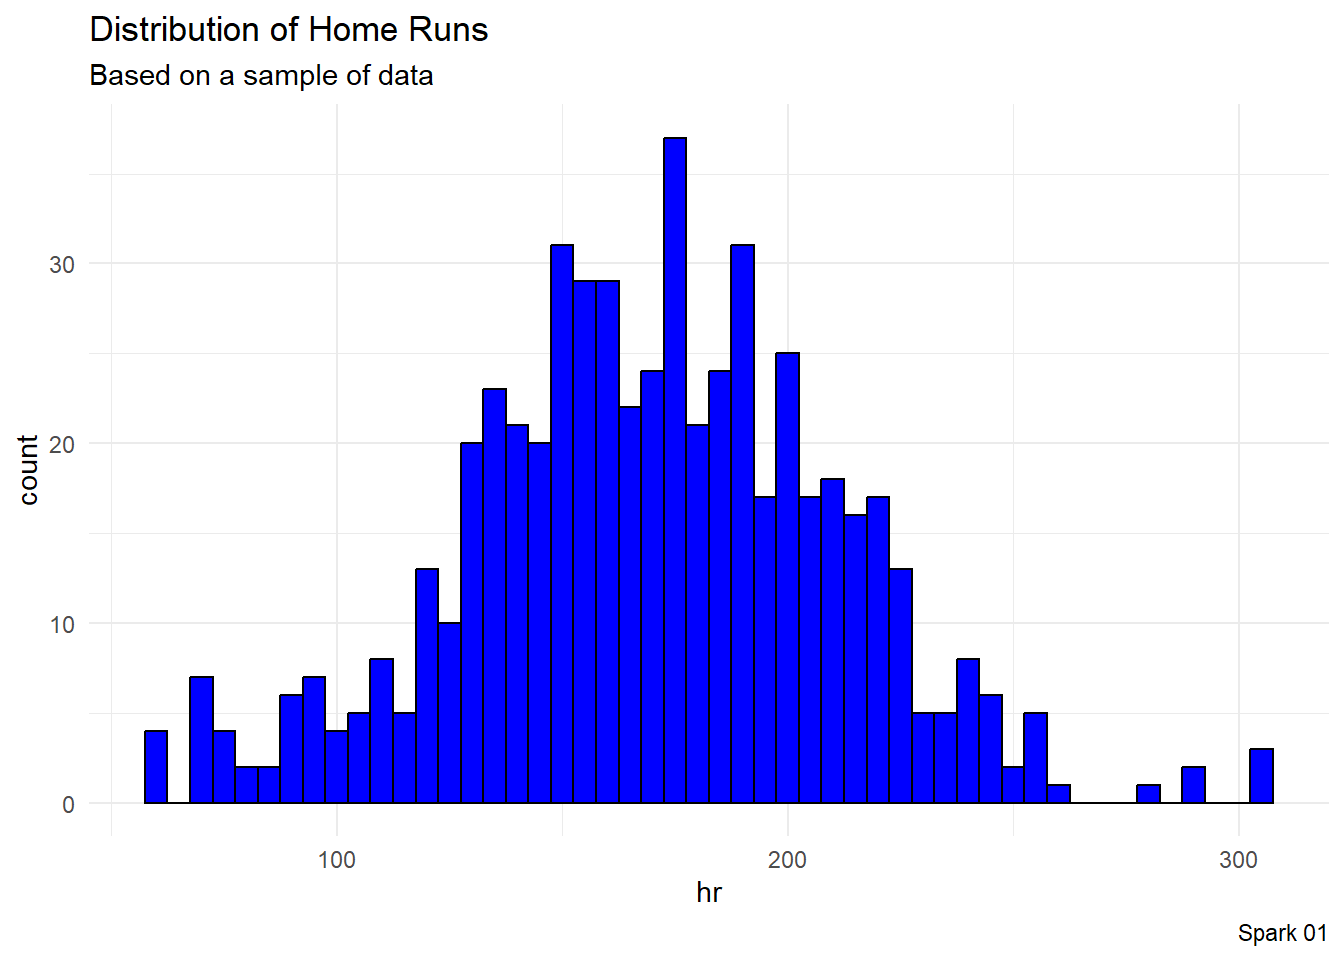 Distribution of Home Runs
Based on a sample of data
30
20
10
0
count
100 200 300
hr
Spark 01